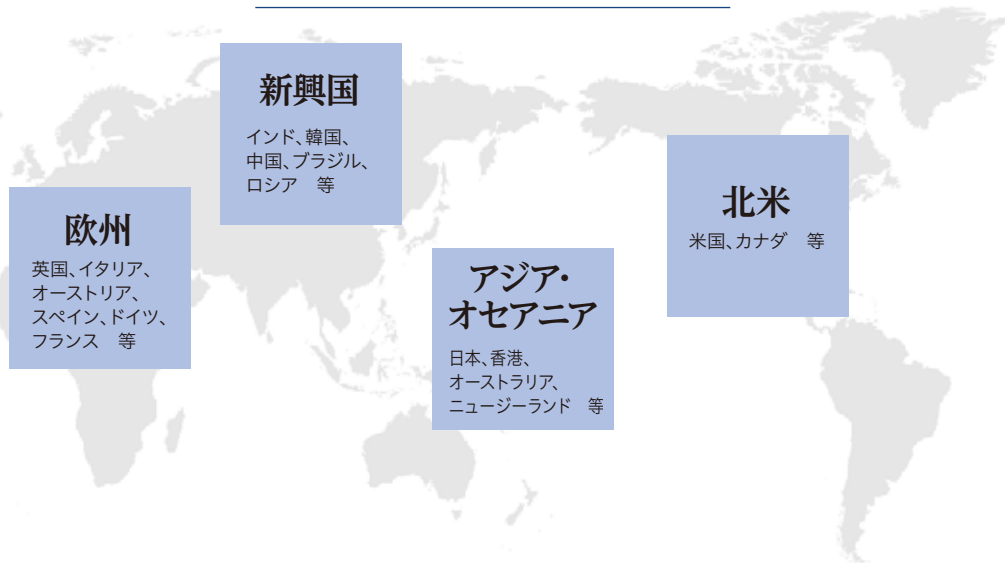 新興国
インド、韓国、
中国、ブラジル、
ロシア　等
欧州
英国、イタリア、
オーストリア、
スペイン、ドイツ、
フランス　等
アジア・
オセアニア
日本、香港、
オーストラリア、
ニュージーランド　等
北米
米国、カナダ　等